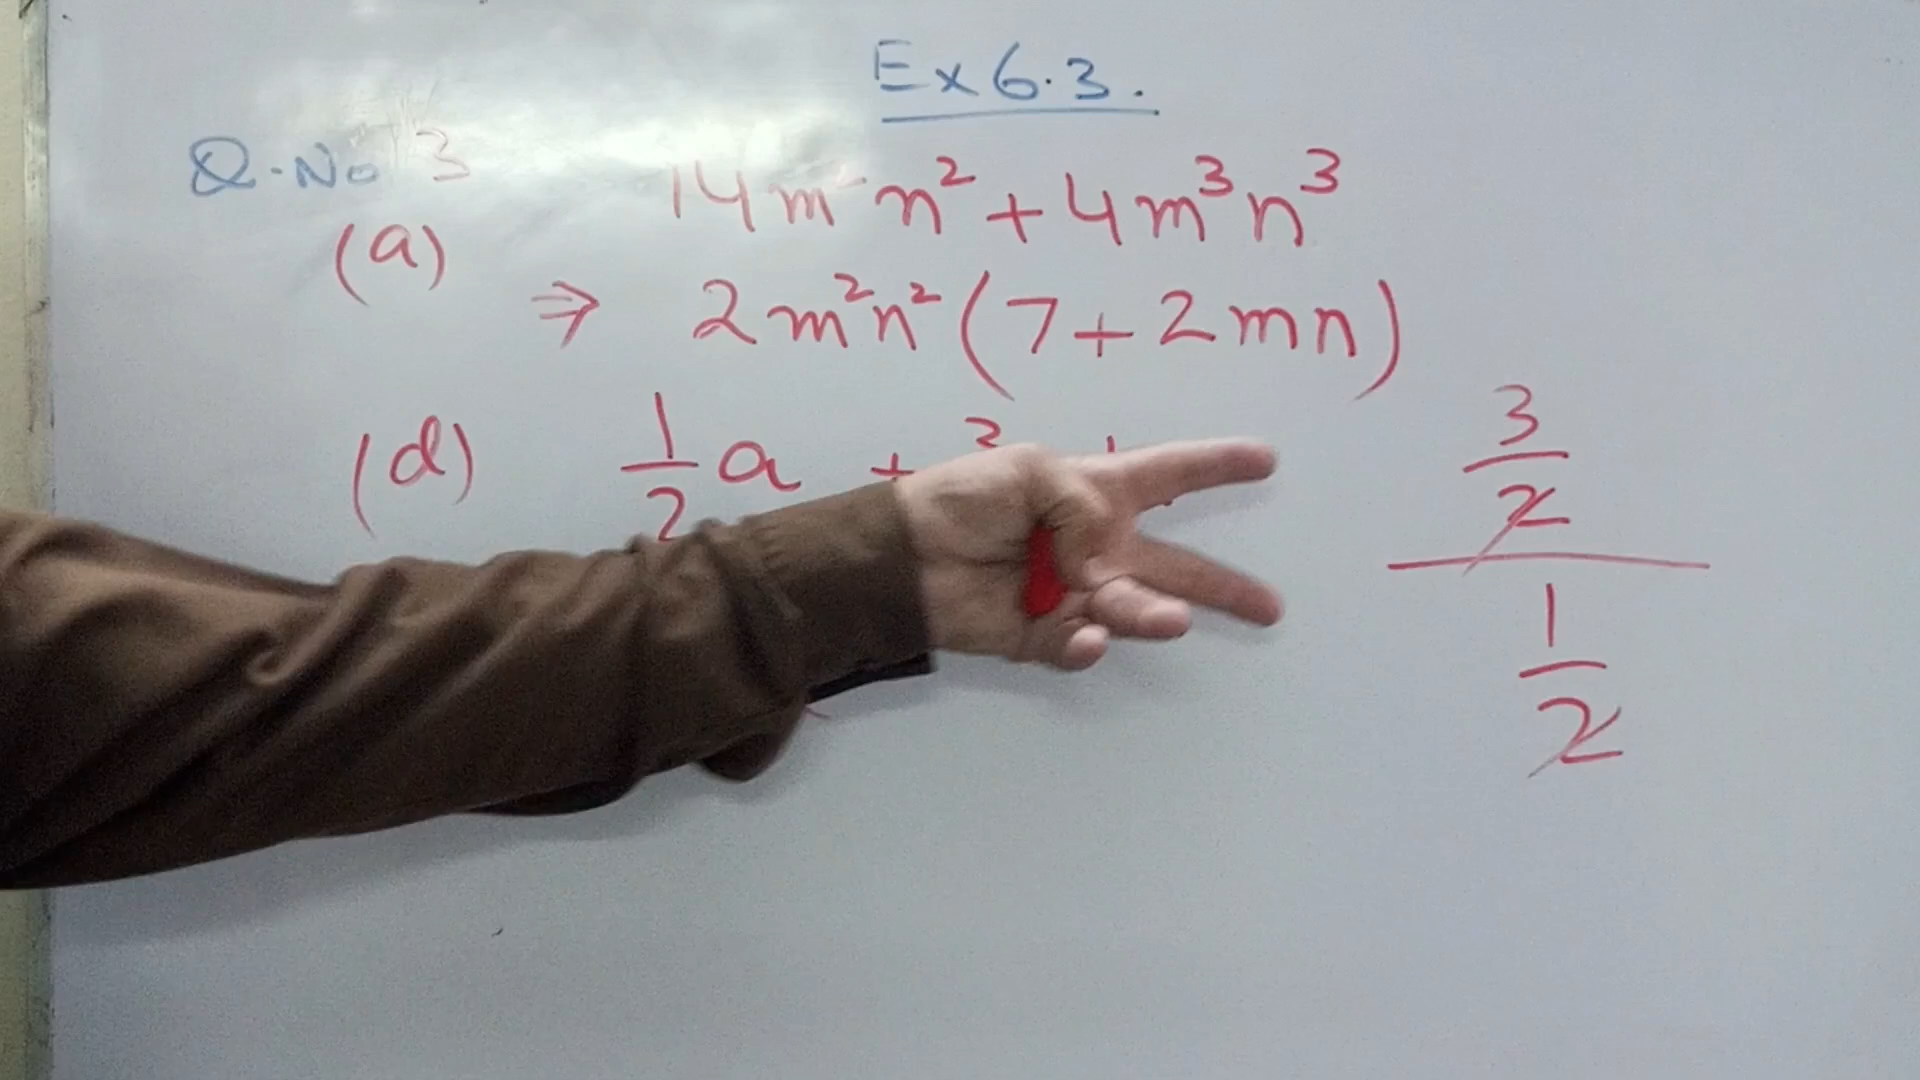 Ex 6.3.
Q.No 3
(a) 14m²n² + 4m³n³
⇒ 2m²n²(7 + 2mn)
(d) 1/2 a +
3/2
1/2